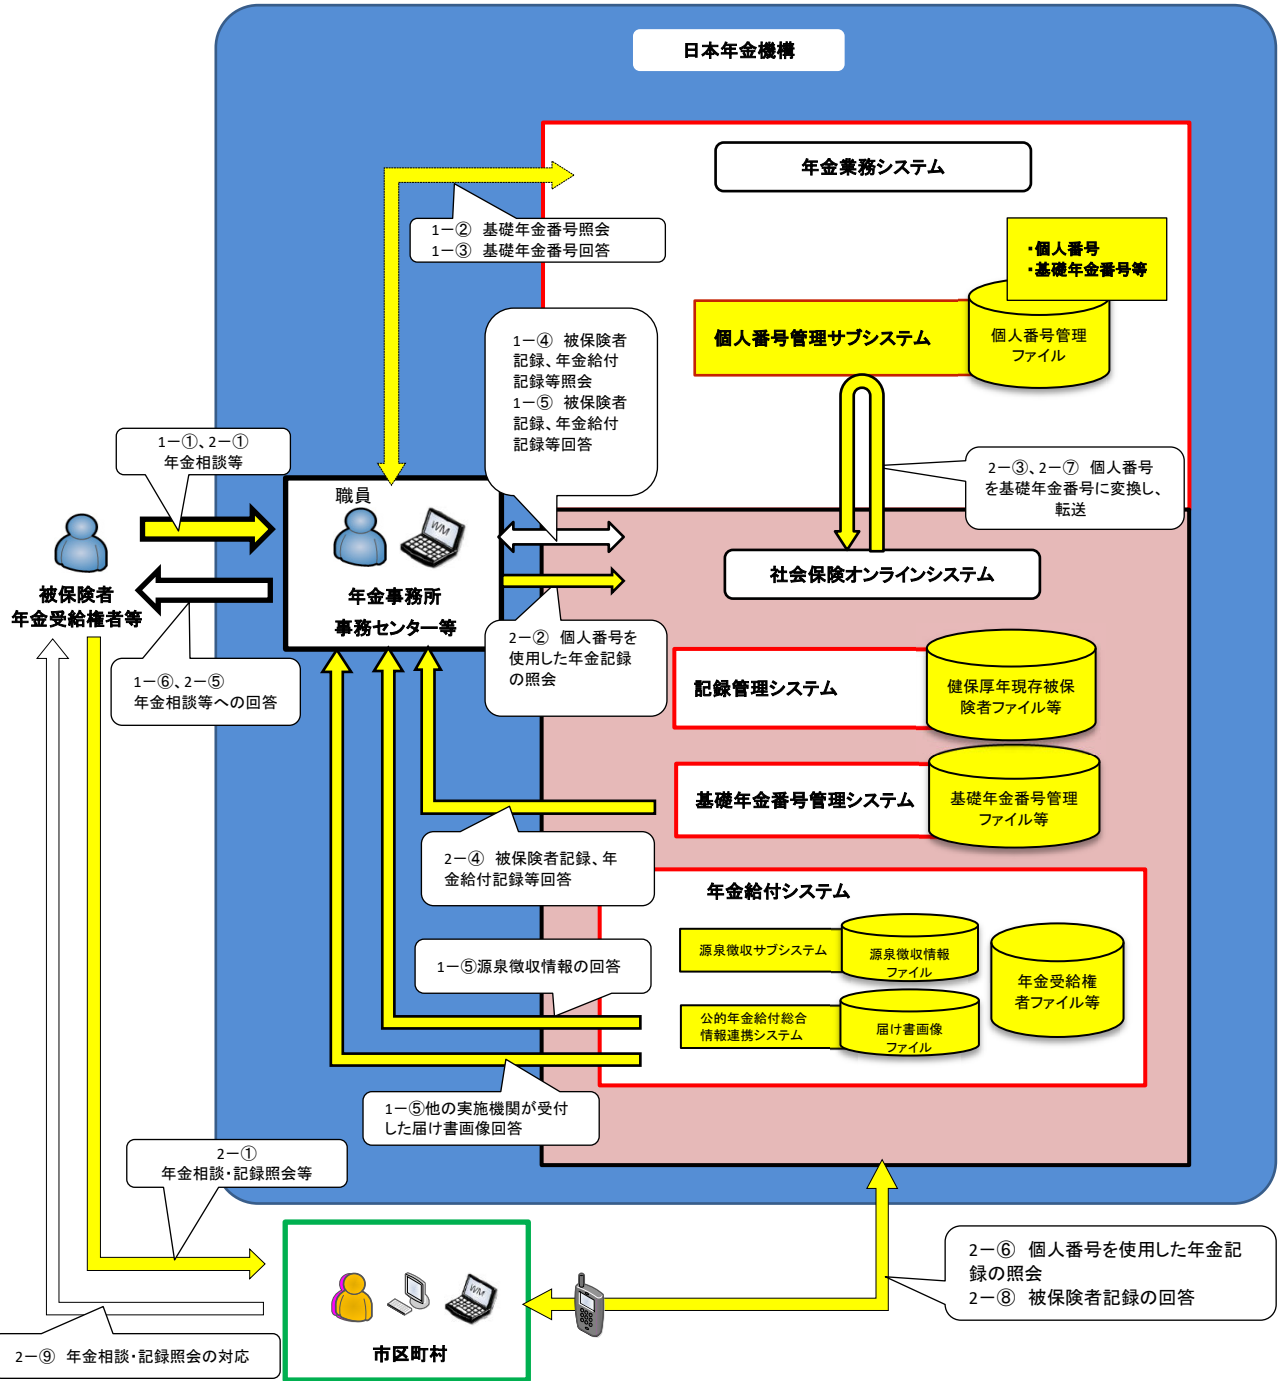 日本年金機構
年金業務システム
1－② 基礎年金番号照会
1－③ 基礎年金番号回答
・個人番号
・基礎年金番号等
個人番号管理サブシステム
個人番号管理
ファイル
1－④ 被保険者
記録、年金給付
記録等照会
1－⑤ 被保険者
記録、年金給付
記録等回答
1－①、2－①
年金相談等
2－③、2－⑦ 個人番号
を基礎年金番号に変換し、
転送
職員
WM
年金事務所
事務センター等
被保険者
年金受給権者等
社会保険オンラインシステム
2－② 個人番号を
使用した年金記録
の照会
1－⑥、2－⑤
年金相談等への回答
記録管理システム
健保厚年現存被保
険者ファイル等
基礎年金番号管理システム
基礎年金番号管理
ファイル等
2－④ 被保険者記録、年
金給付記録等回答
年金給付システム
源泉徴収サブシステム
源泉徴収情報
ファイル
年金受給権
者ファイル等
1－⑤源泉徴収情報の回答
公的年金給付総合
情報連携システム
届け書画像
ファイル
1－⑤他の実施機関が受付
した届け書画像回答
2－①
年金相談・記録照会等
2－⑥ 個人番号を使用した年金記
録の照会
2－⑧ 被保険者記録の回答
WM
市区町村
2－⑨ 年金相談・記録照会の対応